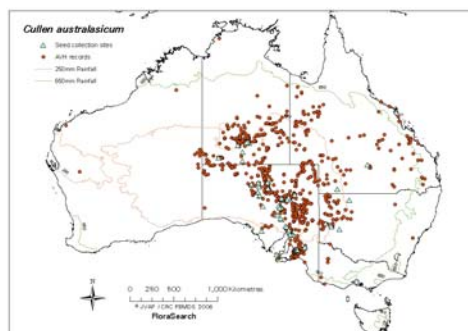 Cullen australasicum
Seed collection sites
AVH records
250mm Rainfall
650mm Rainfall
N
0 250 500 1,000 Kilometres
FloraSearch